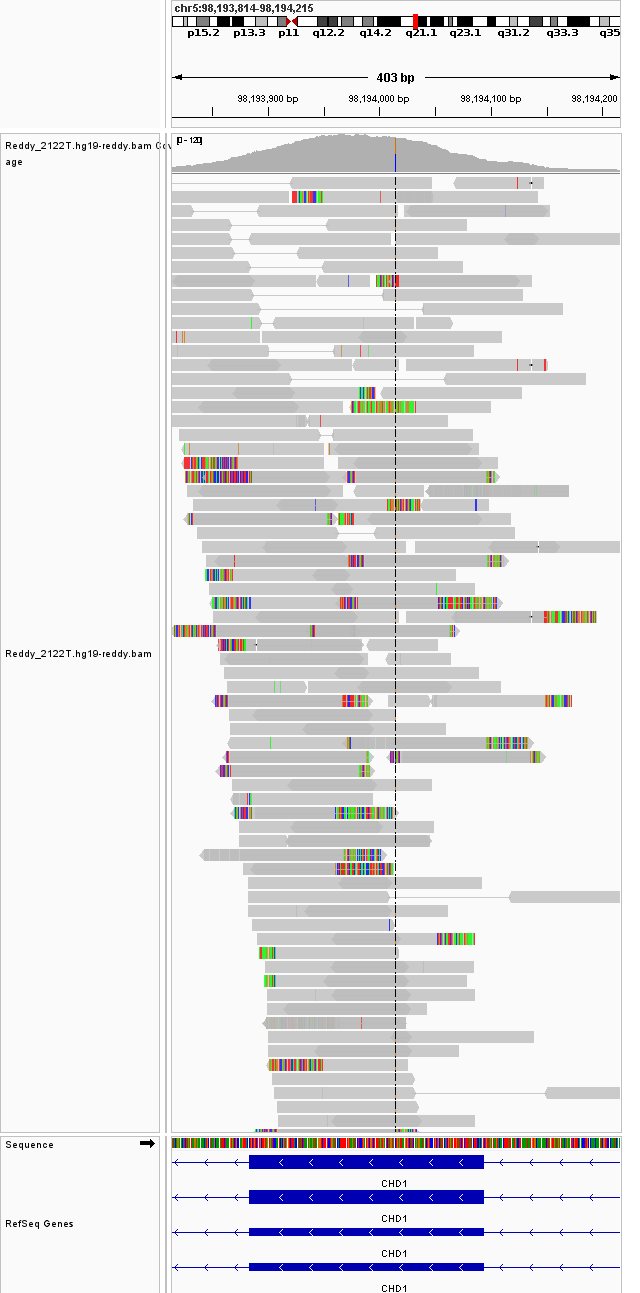 chr5:98,193,814-98,194,215
p15.2 p13.3 p11 q12.2 q14.2 q21.1 q23.1 q31.2 q33.3 q35
403 bp
98,193,900 bp 98,194,000 bp 98,194,100 bp 98,194,200
Reddy_2122T.hg19-reddy.bam Cov
age
[0 - 120]
Reddy_2122T.hg19-reddy.bam
Sequence
CHD1
CHD1
RefSeq Genes
CHD1
CHD1